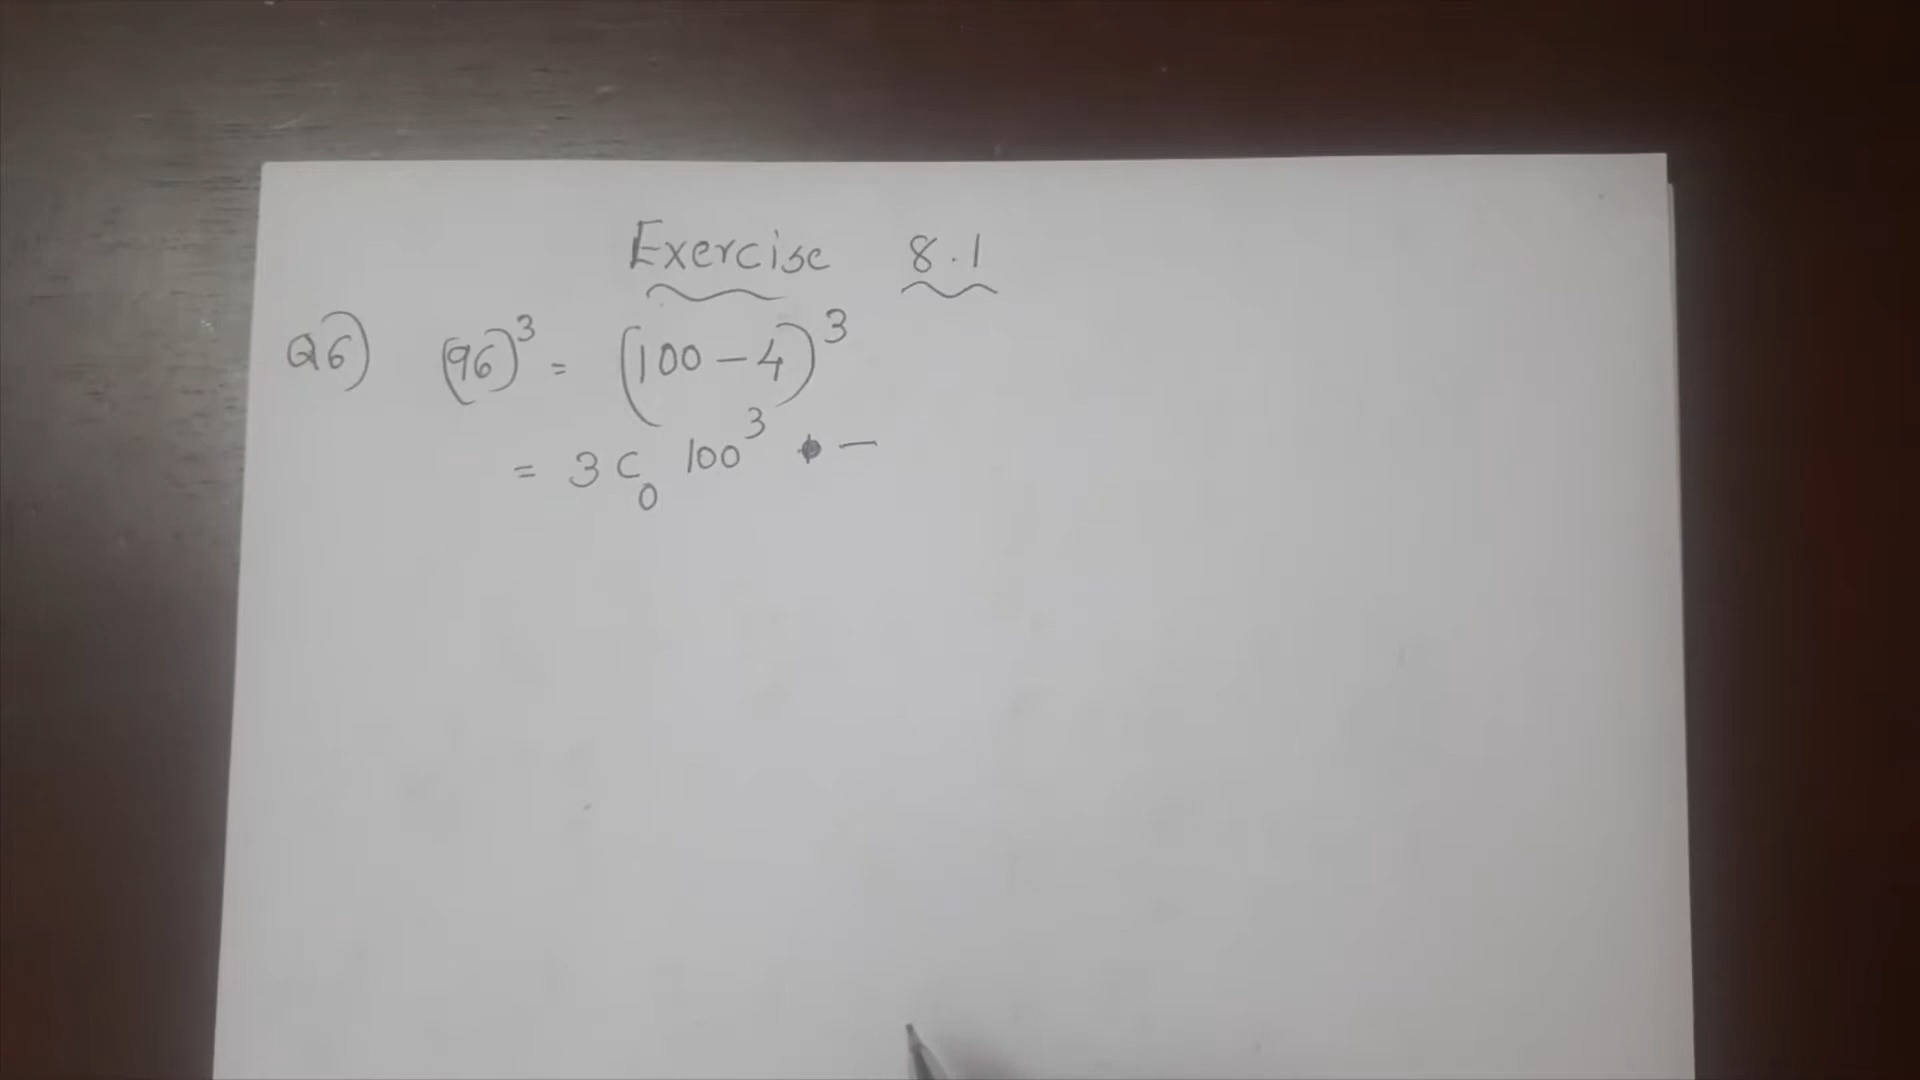 Exercise 8.1
Q6) (96)³ = (100 - 4)³
= 3C₀ 100³ -